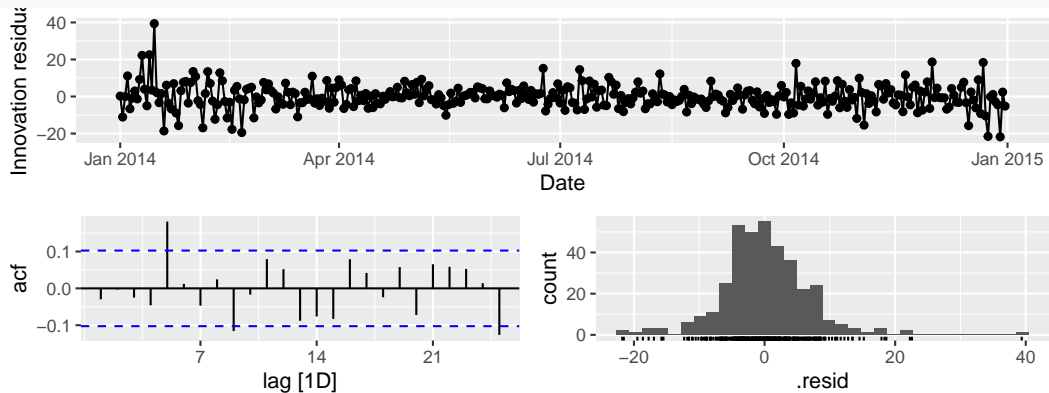 Innovation residua
40
20
0
−20
Jan 2014
Apr 2014
Jul 2014
Oct 2014
Jan 2015
Date
acf
0.1
0.0
−0.1
7
14
21
lag [1D]
count
40
20
0
−20
0
20
40
.resid